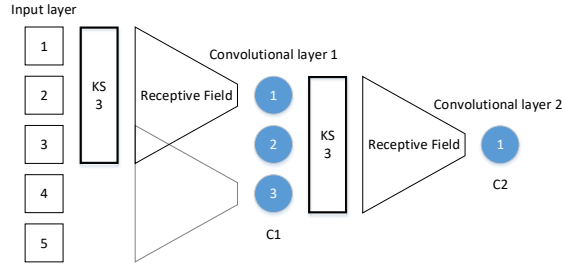 Input layer
1
2
3
4
5
KS
3
Receptive Field
Convolutional layer 1
1
2
3
C1
KS
3
Receptive Field
Convolutional layer 2
1
C2